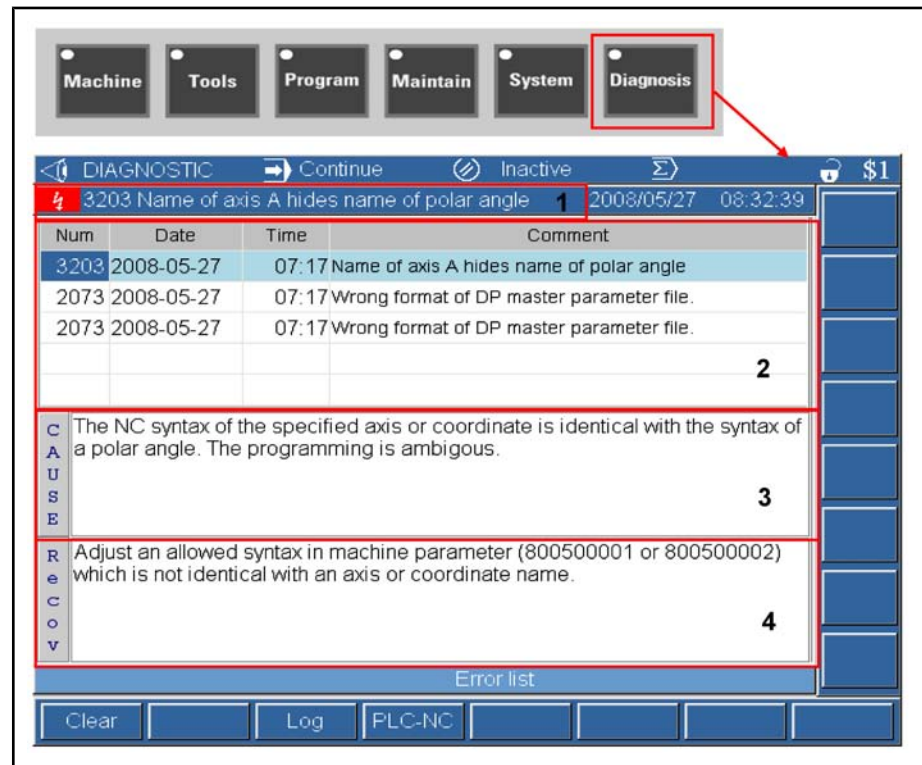 Machine Tools Program Maintain System Diagnosis
DIAGNOSTIC Continue Inactive Σ $1
3203 Name of axis A hides name of polar angle 1 2008/05/27 08:32:39
Num Date Time Comment
3203 2008-05-27 07:17 Name of axis A hides name of polar angle
2073 2008-05-27 07:17 Wrong format of DP master parameter file.
2073 2008-05-27 07:17 Wrong format of DP master parameter file.
2
CAUSE
The NC syntax of the specified axis or coordinate is identical with the syntax of
a polar angle. The programming is ambigous.
3
Recov
Adjust an allowed syntax in machine parameter (800500001 or 800500002)
which is not identical with an axis or coordinate name.
4
Error list
Clear Log PLC-NC